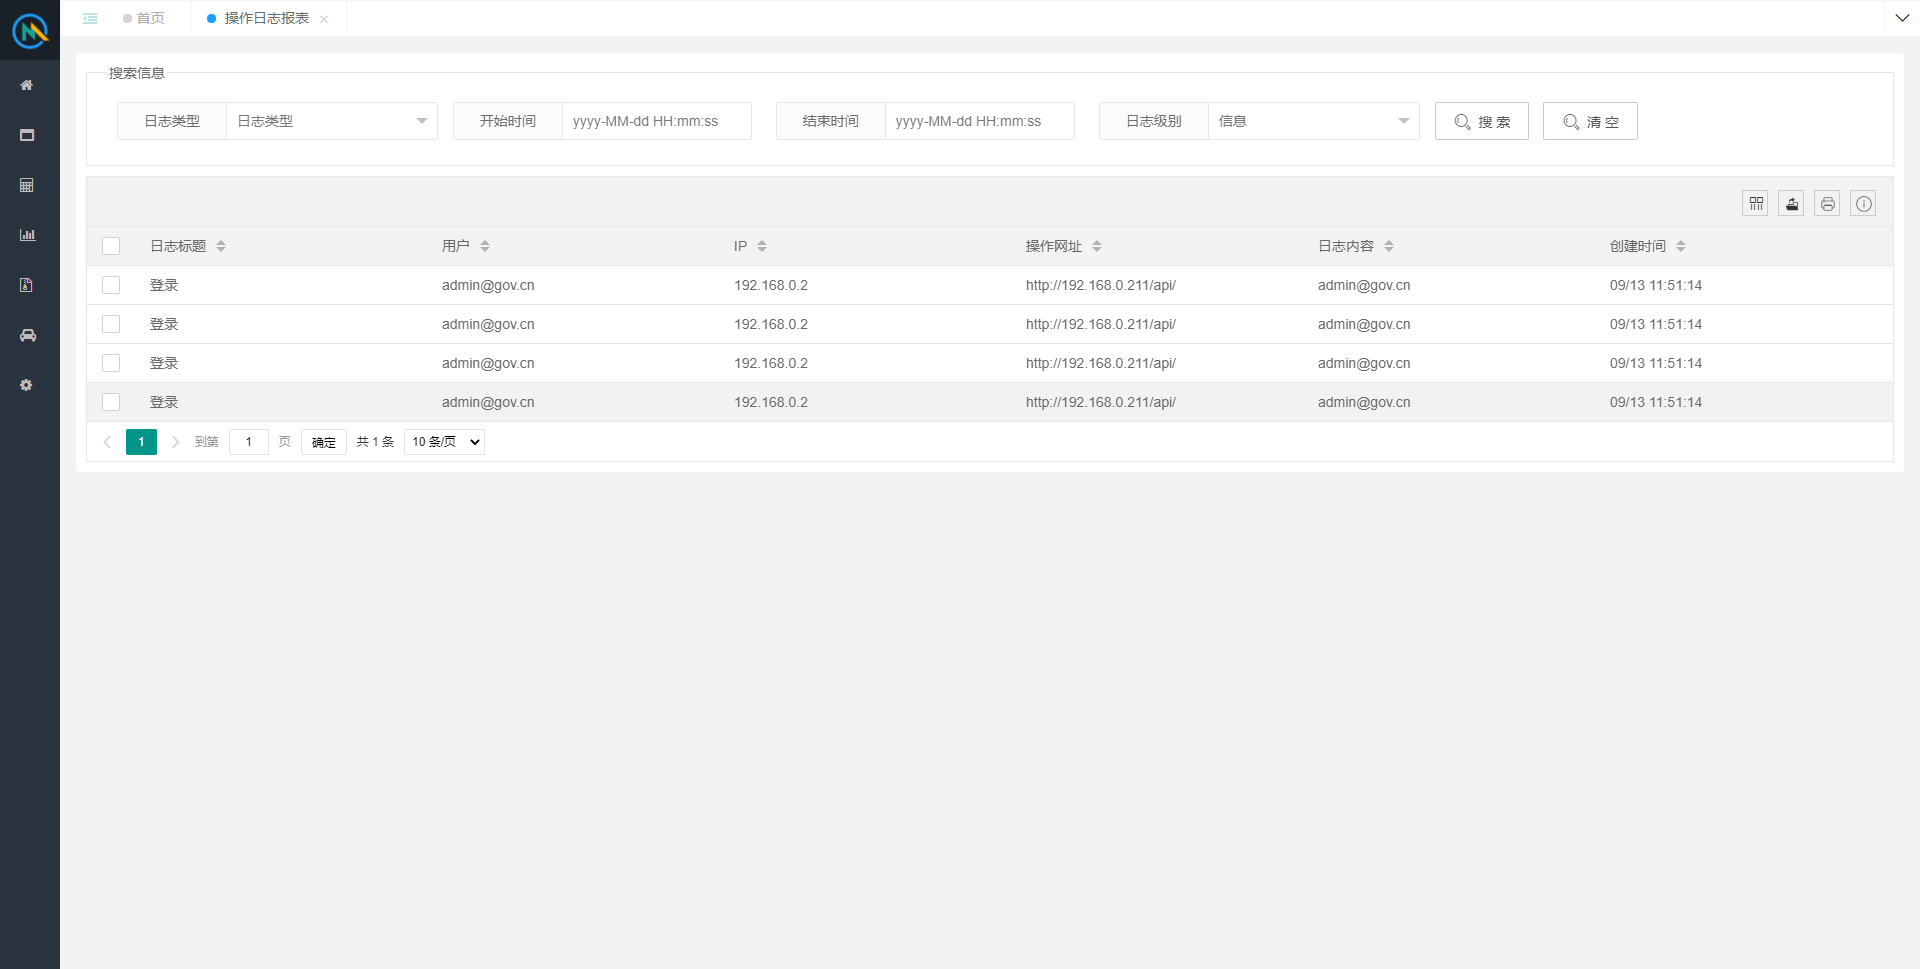 首页 操作日志报表
搜索信息
日志类型 日志类型 开始时间 yyyy-MM-dd HH:mm:ss 结束时间 yyyy-MM-dd HH:mm:ss 日志级别 信息 搜 索 清 空
日志标题 用户 IP 操作网址 日志内容 创建时间
登录 admin@gov.cn 192.168.0.2 http://192.168.0.211/api/ admin@gov.cn 09/13 11:51:14
登录 admin@gov.cn 192.168.0.2 http://192.168.0.211/api/ admin@gov.cn 09/13 11:51:14
登录 admin@gov.cn 192.168.0.2 http://192.168.0.211/api/ admin@gov.cn 09/13 11:51:14
登录 admin@gov.cn 192.168.0.2 http://192.168.0.211/api/ admin@gov.cn 09/13 11:51:14
1 到第 1 页 确定 共 1 条 10 条/页